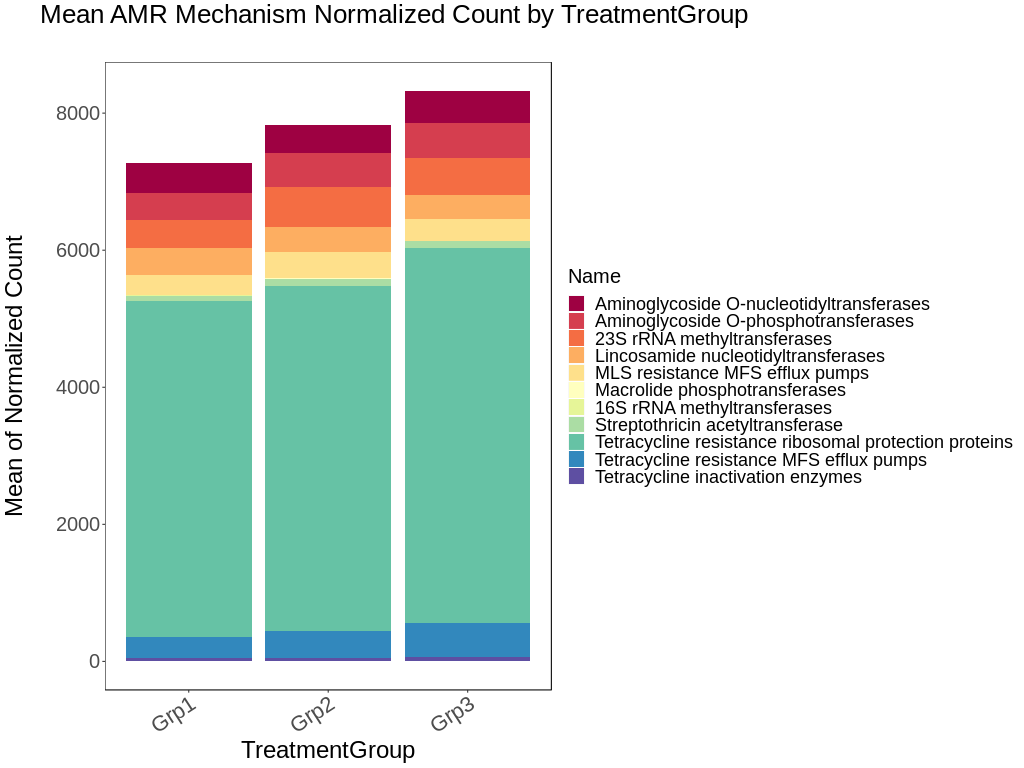 Mean AMR Mechanism Normalized Count by TreatmentGroup
Mean of Normalized Count
8000
6000
4000
2000
0
Grp1
Grp2
Grp3
TreatmentGroup
Name
Aminoglycoside O-nucleotidyltransferases
Aminoglycoside O-phosphotransferases
23S rRNA methyltransferases
Lincosamide nucleotidyltransferases
MLS resistance MFS efflux pumps
Macrolide phosphotransferases
16S rRNA methyltransferases
Streptothricin acetyltransferase
Tetracycline resistance ribosomal protection proteins
Tetracycline resistance MFS efflux pumps
Tetracycline inactivation enzymes